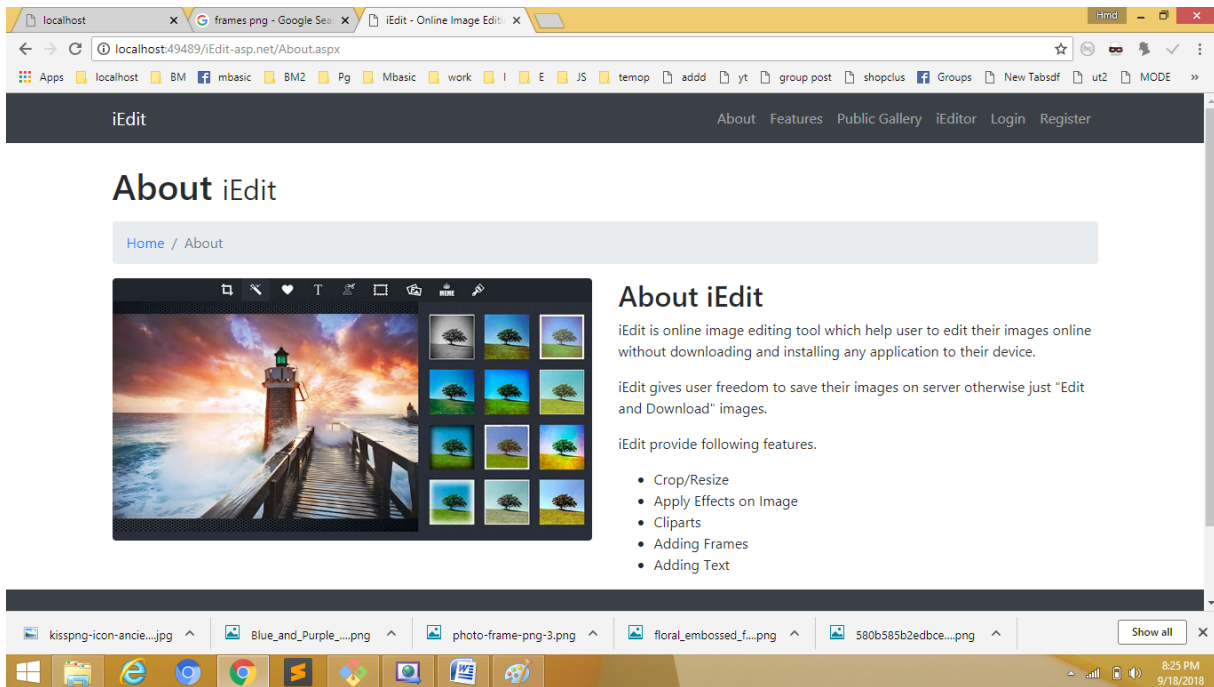 localhost
frames png - Google Sea
iEdit - Online Image Editi
Hmd
localhost:49489/iEdit-asp.net/About.aspx
Apps localhost BM mbasic BM2 Pg Mbasic work I E JS temop addd yt group post shopclus Groups New Tabsdf ut2 MODE »
iEdit
About Features Public Gallery iEditor Login Register
About iEdit
Home / About
T
MEME
About iEdit
iEdit is online image editing tool which help user to edit their images online
without downloading and installing any application to their device.
iEdit gives user freedom to save their images on server otherwise just "Edit
and Download" images.
iEdit provide following features.
• Crop/Resize
• Apply Effects on Image
• Cliparts
• Adding Frames
• Adding Text
kisspng-icon-ancie....jpg
Blue_and_Purple_....png
photo-frame-png-3.png
floral_embossed_f....png
580b585b2edbce....png
Show all
8:25 PM
9/18/2018